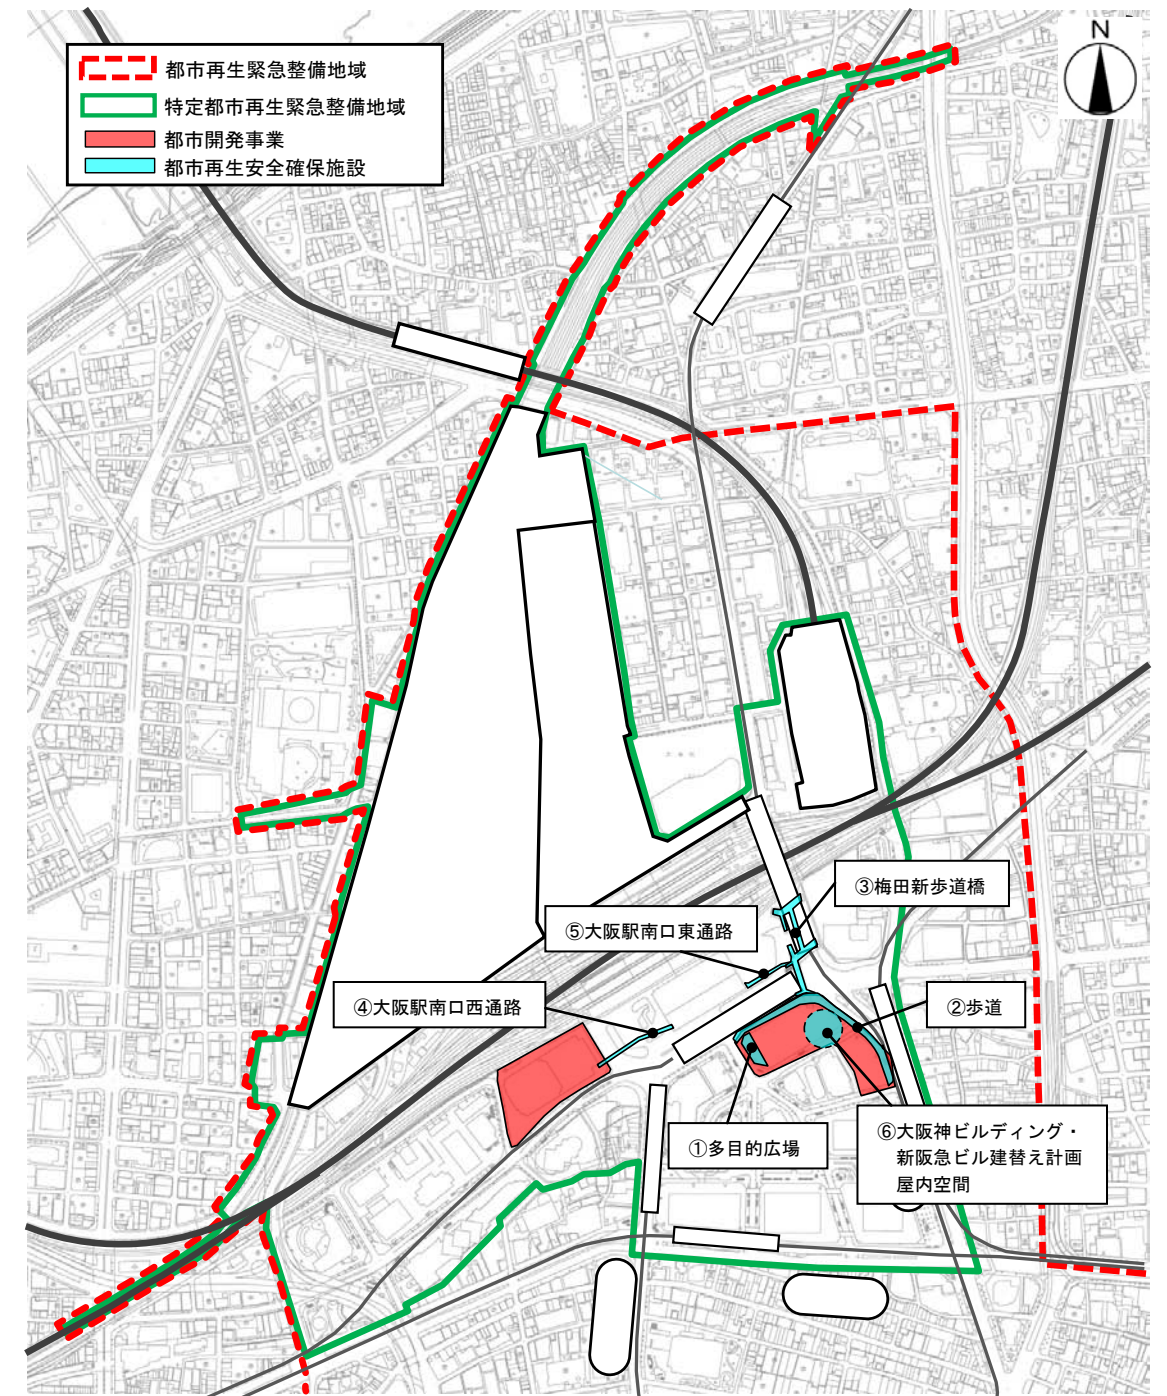 N
都市再生緊急整備地域
特定都市再生緊急整備地域
都市開発事業
都市再生安全確保施設
③梅田新歩道橋
⑤大阪駅南口東通路
④大阪駅南口西通路
②歩道
①多目的広場
⑥大阪神ビルディング・
新阪急ビル建替え計画
屋内空間